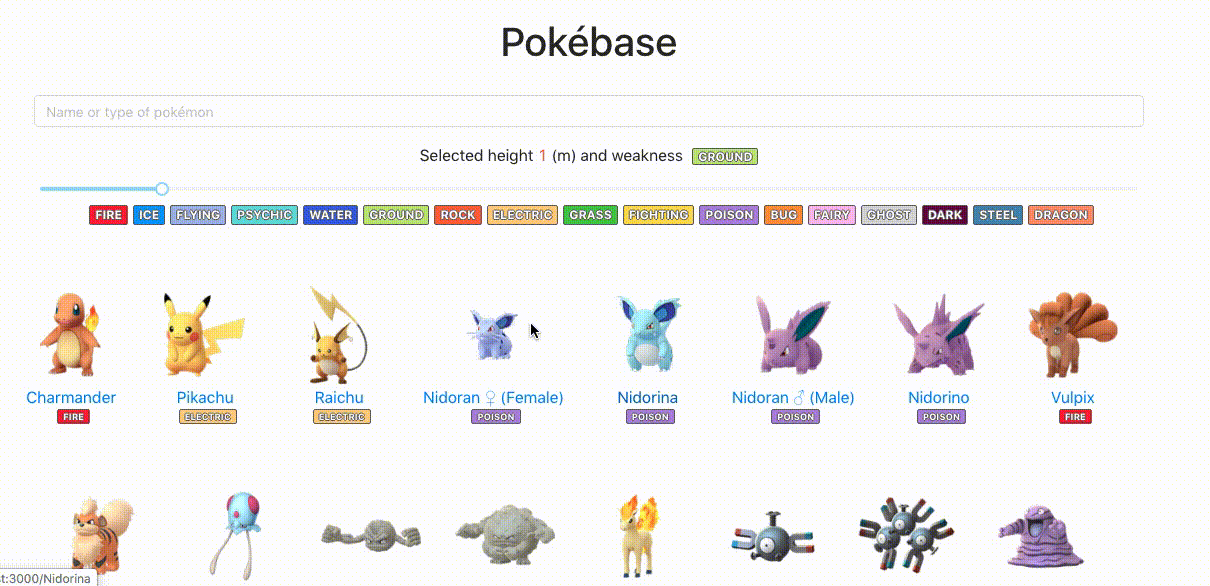 Pokébase
Name or type of pokémon
Selected height 1 (m) and weakness GROUND
FIRE ICE FLYING PSYCHIC WATER GROUND ROCK ELECTRIC GRASS FIGHTING POISON BUG FAIRY GHOST DARK STEEL DRAGON
Charmander Pikachu Raichu Nidoran ♀ (Female) Nidorina Nidoran ♂ (Male) Nidorino Vulpix
FIRE ELECTRIC ELECTRIC POISON POISON POISON POISON FIRE
st:3000/Nidorina